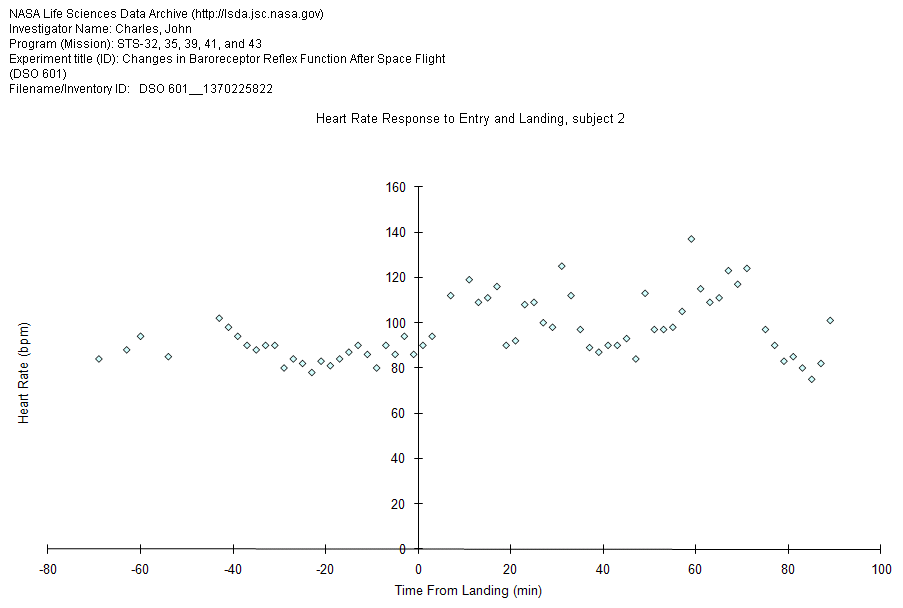 NASA Life Sciences Data Archive (http://lsda.jsc.nasa.gov)
Investigator Name: Charles, John
Program (Mission): STS-32, 35, 39, 41, and 43
Experiment title (ID): Changes in Baroreceptor Reflex Function After Space Flight
(DSO 601)
Filename/Inventory ID: DSO 601__1370225822
Heart Rate Response to Entry and Landing, subject 2
160
140
120
100
80
60
40
20
0
Heart Rate (bpm)
-80 -60 -40 -20 0 20 40 60 80 100
Time From Landing (min)